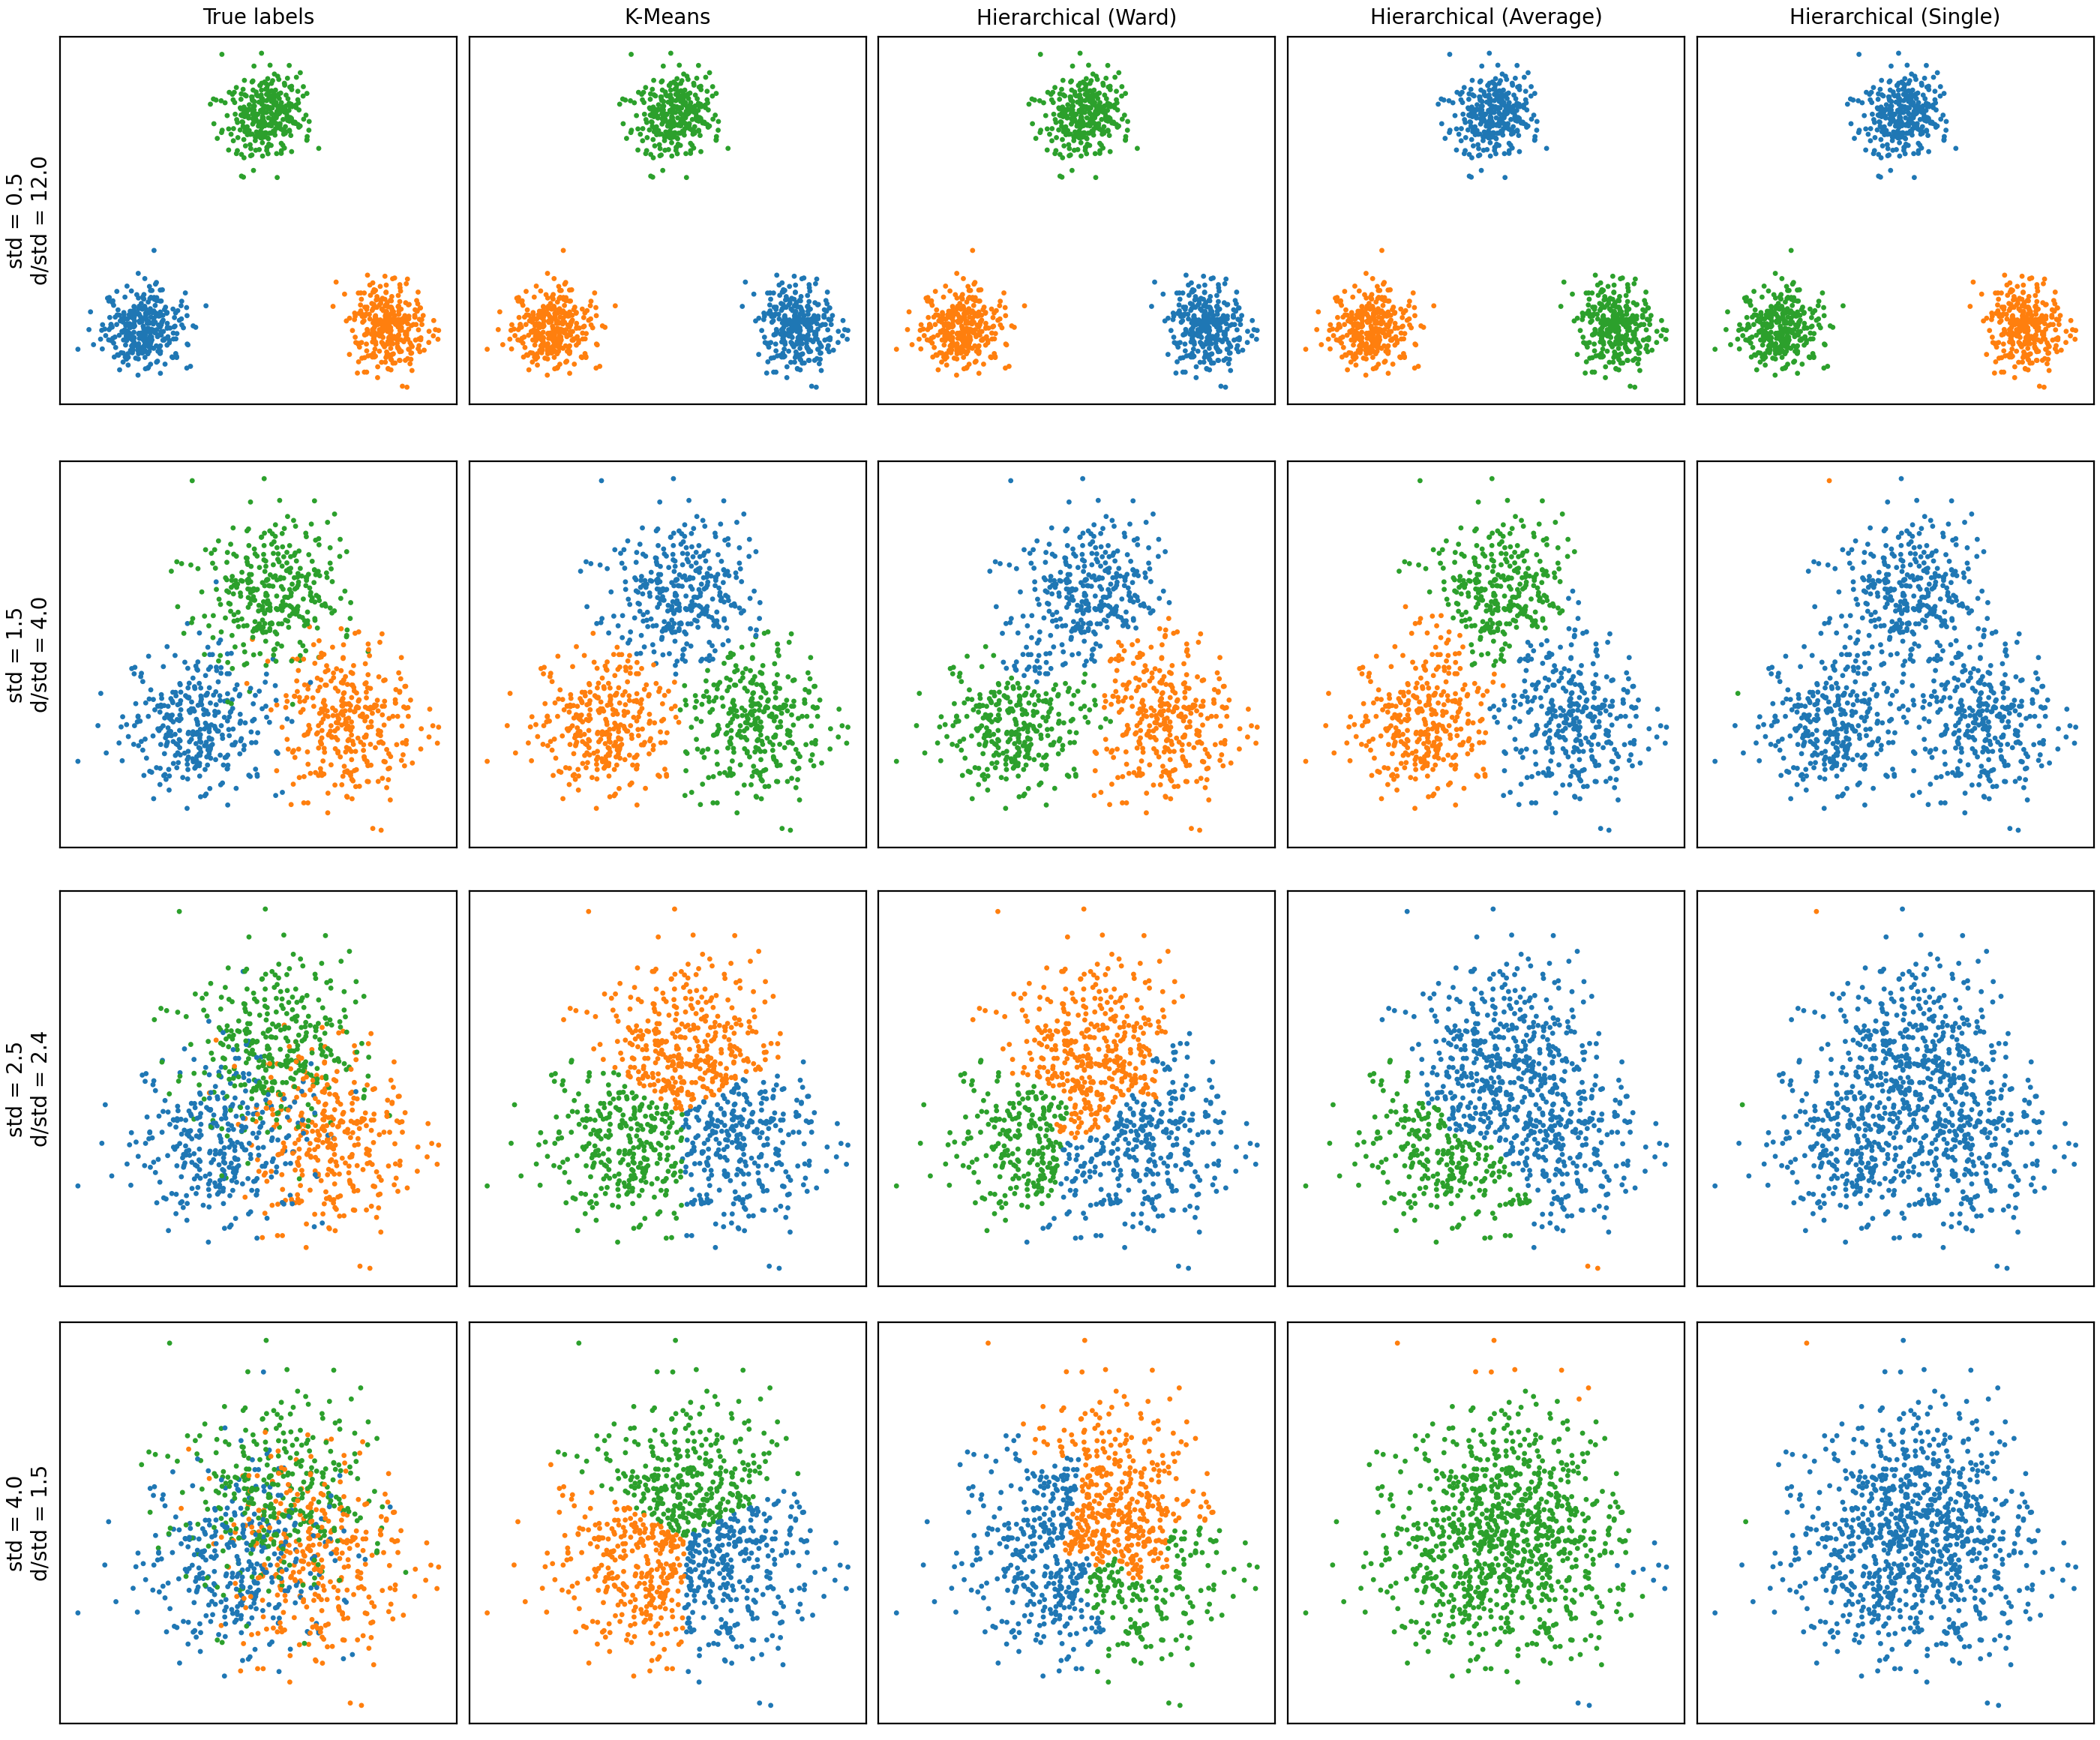 True labels
K-Means
Hierarchical (Ward)
Hierarchical (Average)
Hierarchical (Single)
std = 0.5
d/std = 12.0
std = 1.5
d/std = 4.0
std = 2.5
d/std = 2.4
std = 4.0
d/std = 1.5